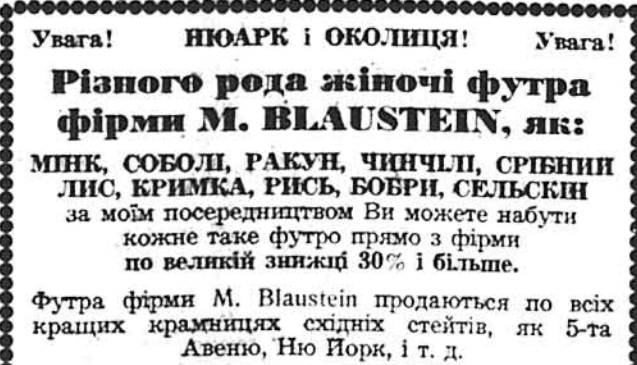 Увага! НЮАРК і ОКОЛИЦЯ! Увага!
Різного рода жіночі футра
фірми M. BLAUSTEIN, як:
МІНК, СОБОЛІ, РАКУН, ЧИНЧІЛІ, СРІБНИЙ
ЛИС, КРИМКА, РИСЬ, БОБРИ, СЕЛЬСКІН
за моїм посередництвом Ви можете набути
кожне таке футро прямо з фірми
по великій знижці 30% і більше.
Футра фірми M. Blaustein продаються по всіх
кращих крамницях східніх стейтів, як 5-та
Авеню, Ню Йорк, і т. д.